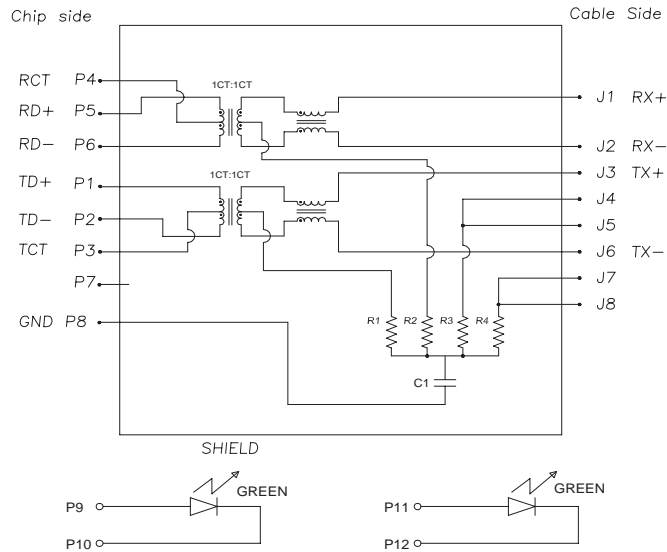 Chip side
Cable Side
RCT P4
1CT:1CT
J1 RX+
RD+ P5
RD- P6
J2 RX-
TD+ P1
1CT:1CT
J3 TX+
J4
TD- P2
J5
TCT P3
J6 TX-
P7
J7
J8
GND P8
R1 R2 R3 R4
C1
SHIELD
P9
GREEN
P10
P11
GREEN
P12